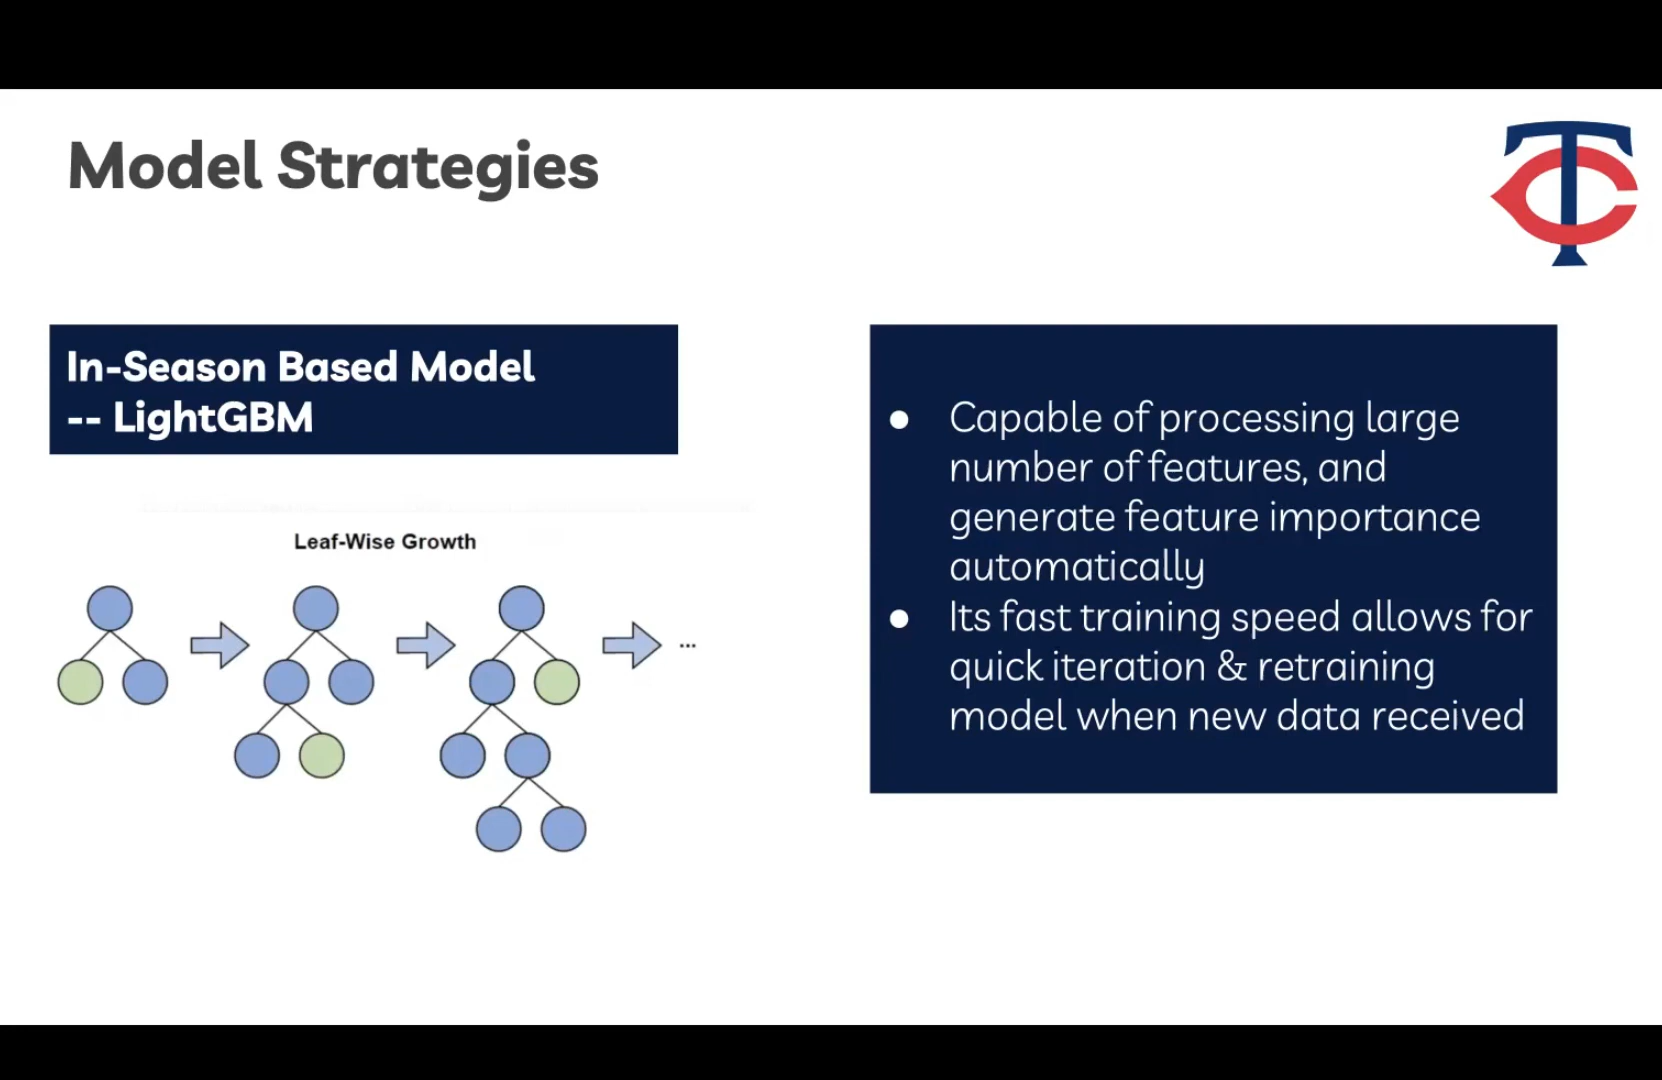 Model Strategies
In-Season Based Model
-- LightGBM
Leaf-Wise Growth
...
● Capable of processing large
number of features, and
generate feature importance
automatically
● Its fast training speed allows for
quick iteration & retraining
model when new data received
TC